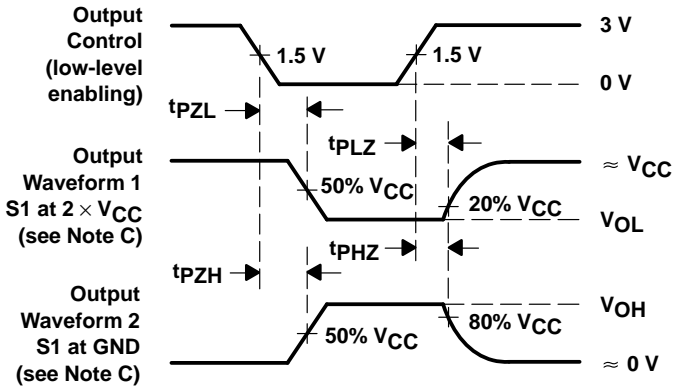 Output
Control
(low-level
enabling)
1.5 V
1.5 V
3 V
0 V
tPZL
tPLZ
Output
Waveform 1
S1 at 2 × VCC
(see Note C)
50% VCC
20% VCC
≈ VCC
VOL
tPZH
tPHZ
Output
Waveform 2
S1 at GND
(see Note C)
50% VCC
80% VCC
VOH
≈ 0 V